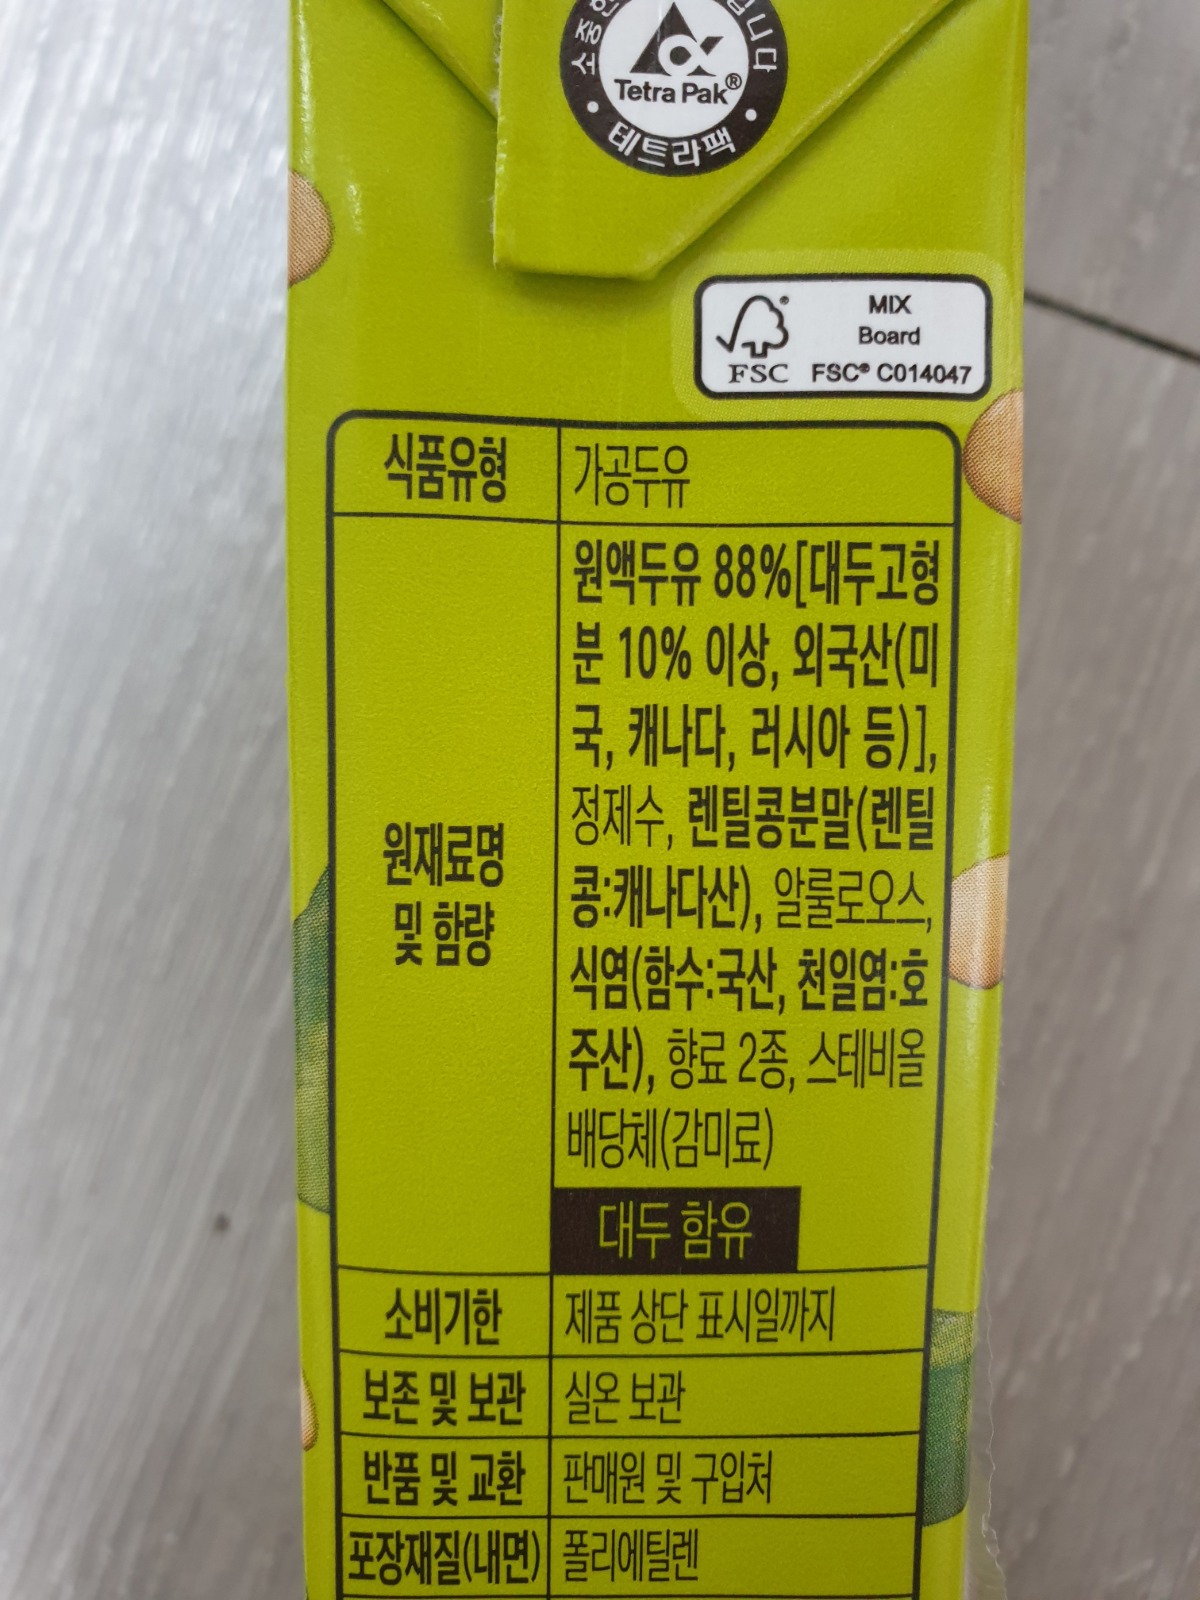 소중한
니다
Tetra Pak®
테트라팩
MIX
Board
FSC
FSC® C014047
식품유형
가공두유
원재료명
및 함량
원액두유 88%[대두고형
분 10% 이상, 외국산(미
국, 캐나다, 러시아 등)],
정제수, 렌틸콩분말(렌틸
콩:캐나다산), 알룰로오스,
식염(함수:국산, 천일염:호
주산), 향료 2종, 스테비올
배당체(감미료)
대두 함유
소비기한
제품 상단 표시일까지
보존 및 보관
실온 보관
반품 및 교환
판매원 및 구입처
포장재질(내면)
폴리에틸렌